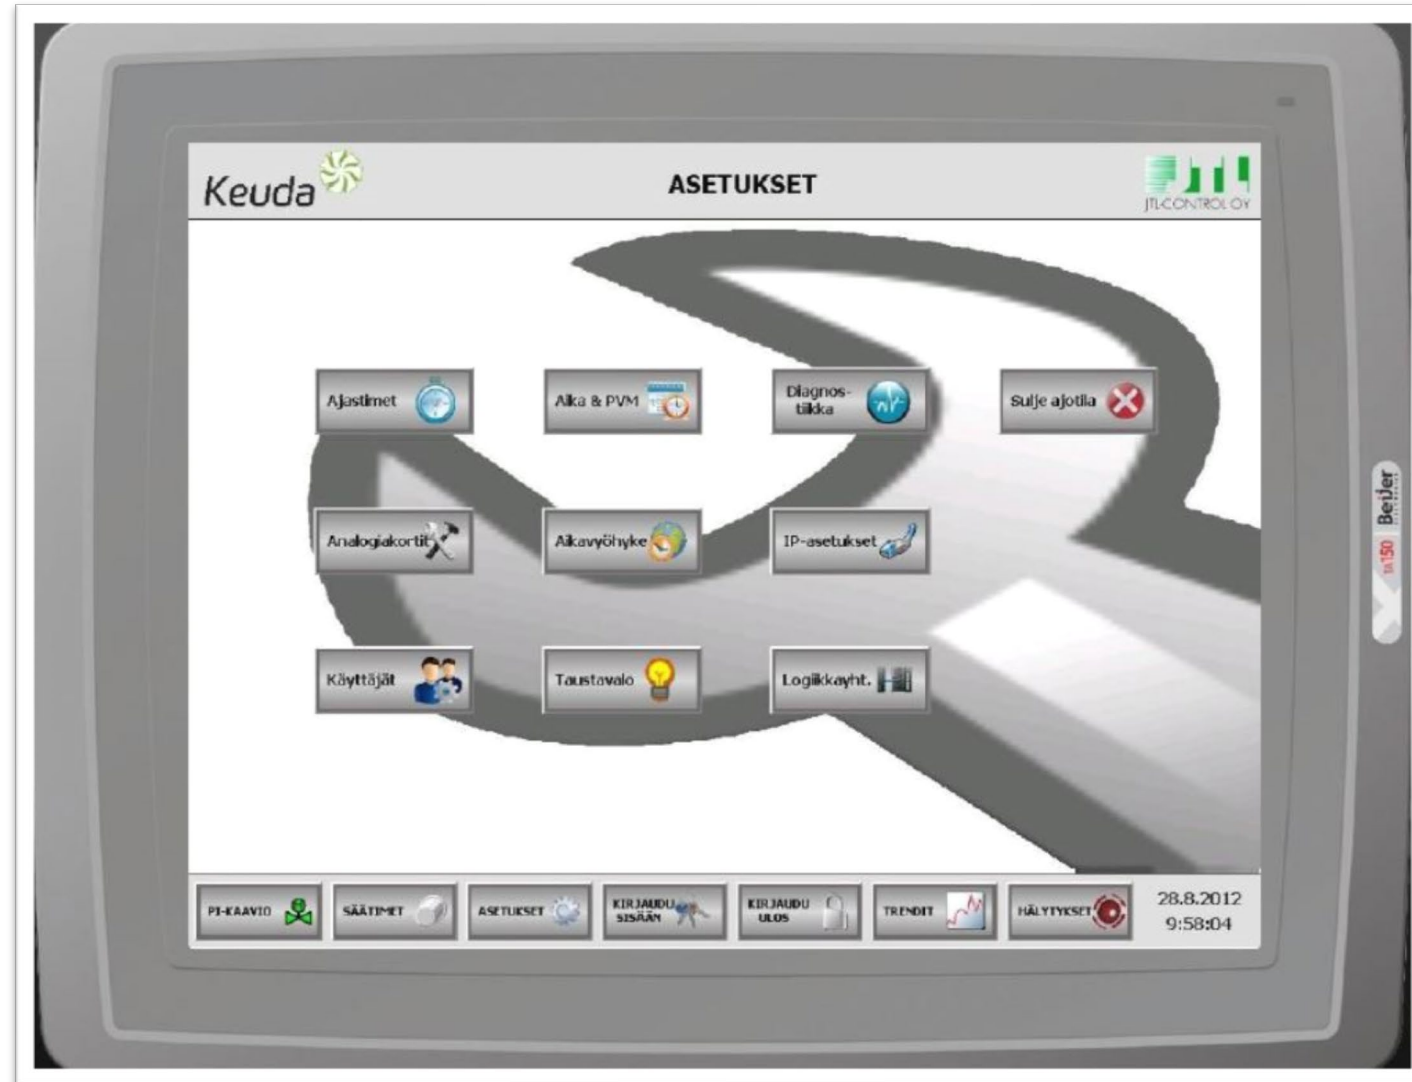 Keuda
ASETUKSET
JTL-CONTROL OY
Ajastimet
Aika & PVM
Diagnos-
tiikka
Sulje ajotila
Analogiakortit
Aikavyöhyke
IP-asetukset
Käyttäjät
Taustavalo
Logiikkayht.
PI-KAAVIO
SÄÄTIMET
ASETUKSET
KIRJAUDU
SISÄÄN
KIRJAUDU
ULOS
TRENDIT
HÄLYTYKSET
28.8.2012
9:58:04
TA150 Beijer